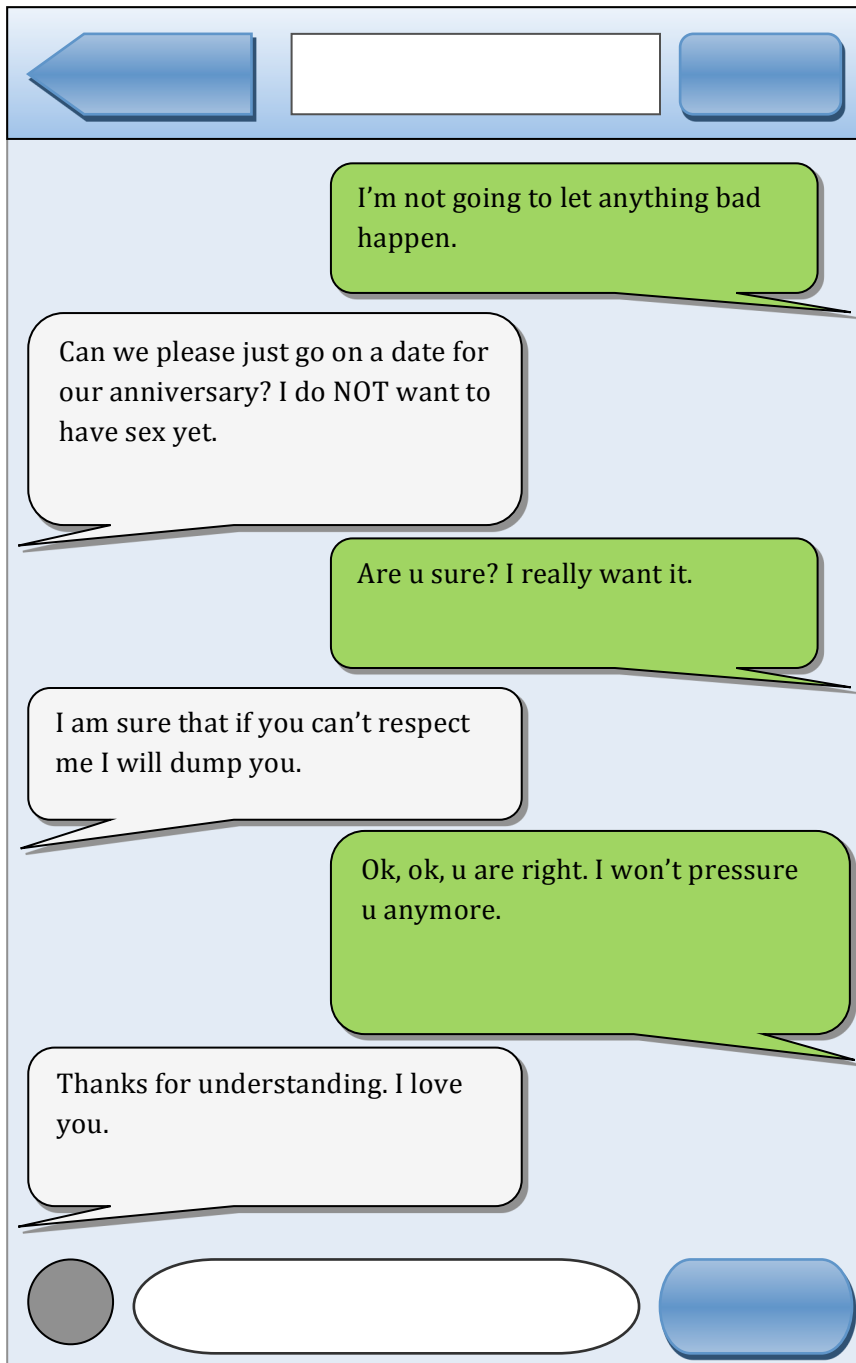 I’m not going to let anything bad
happen.
Can we please just go on a date for
our anniversary? I do NOT want to
have sex yet.
Are u sure? I really want it.
I am sure that if you can’t respect
me I will dump you.
Ok, ok, u are right. I won’t pressure
u anymore.
Thanks for understanding. I love
you.